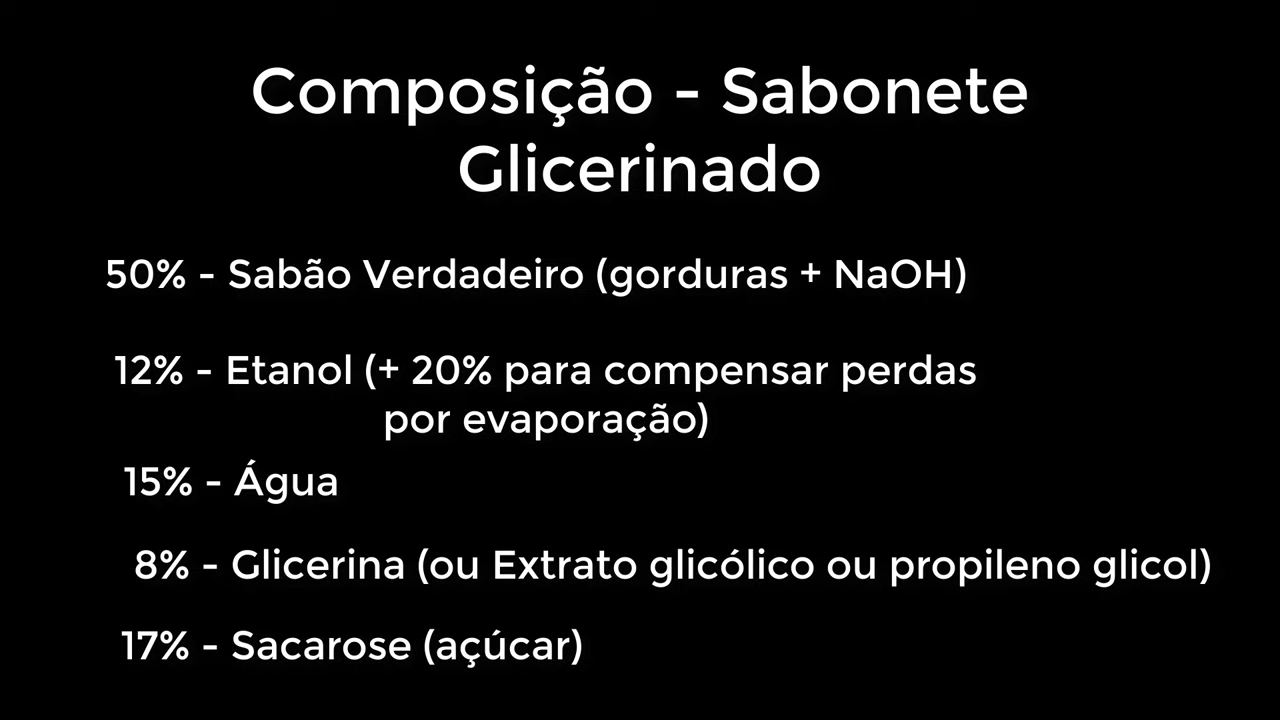 Composição - Sabonete
Glicerinado
50% - Sabão Verdadeiro (gorduras + NaOH)
12% - Etanol (+ 20% para compensar perdas
por evaporação)
15% - Água
8% - Glicerina (ou Extrato glicólico ou propileno glicol)
17% - Sacarose (açúcar)